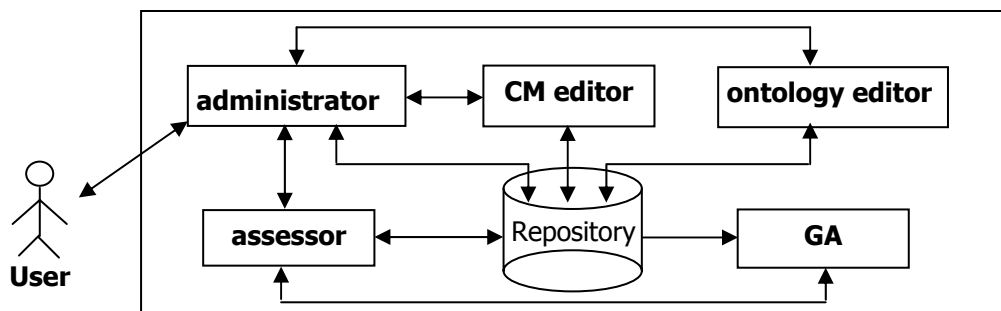 administrator
CM editor
ontology editor
assessor
Repository
GA
User